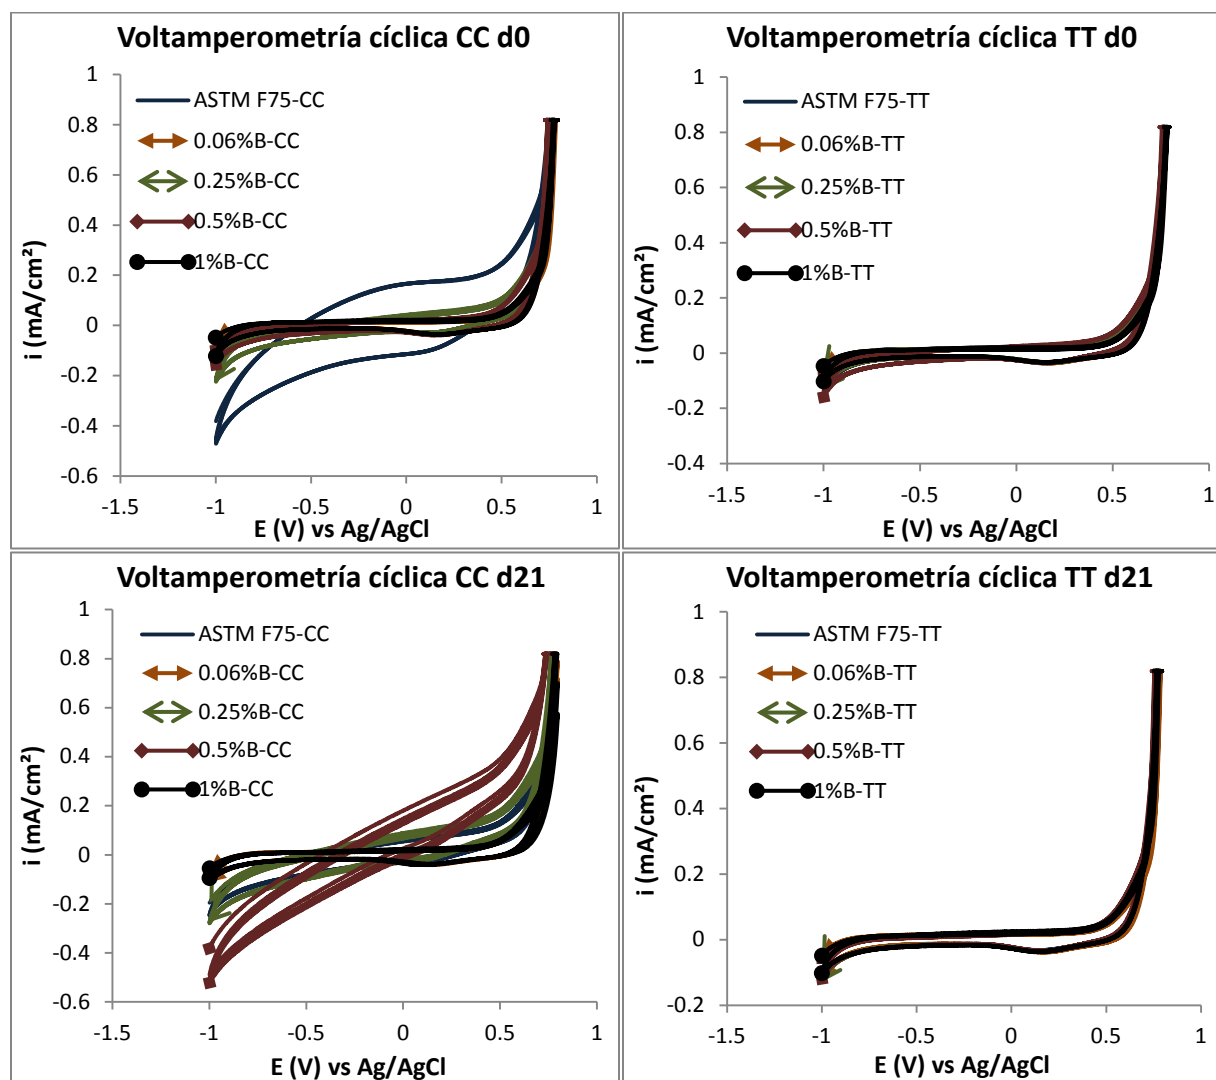 Voltamperometría cíclica CC d0
1
0.8
0.6
0.4
0.2
0
-0.2
-0.4
-0.6
i (mA/cm²)
ASTM F75-CC
0.06%B-CC
0.25%B-CC
0.5%B-CC
1%B-CC
-1.5
-1
-0.5
0
0.5
1
E (V) vs Ag/AgCl
Voltamperometría cíclica TT d0
1
0.8
0.6
0.4
0.2
0
-0.2
-0.4
i (mA/cm²)
ASTM F75-TT
0.06%B-TT
0.25%B-TT
0.5%B-TT
1%B-TT
-1.5
-1
-0.5
0
0.5
1
E (V) vs Ag/AgCl
Voltamperometría cíclica CC d21
1
0.8
0.6
0.4
0.2
0
-0.2
-0.4
-0.6
i (mA/cm²)
ASTM F75-CC
0.06%B-CC
0.25%B-CC
0.5%B-CC
1%B-CC
-1.5
-1
-0.5
0
0.5
1
E (V) vs Ag/AgCl
Voltamperometría cíclica TT d21
1
0.8
0.6
0.4
0.2
0
-0.2
i (mA/cm²)
ASTM F75-TT
0.06%B-TT
0.25%B-TT
0.5%B-TT
1%B-TT
-1.5
-1
-0.5
0
0.5
1
E (V) vs Ag/AgCl